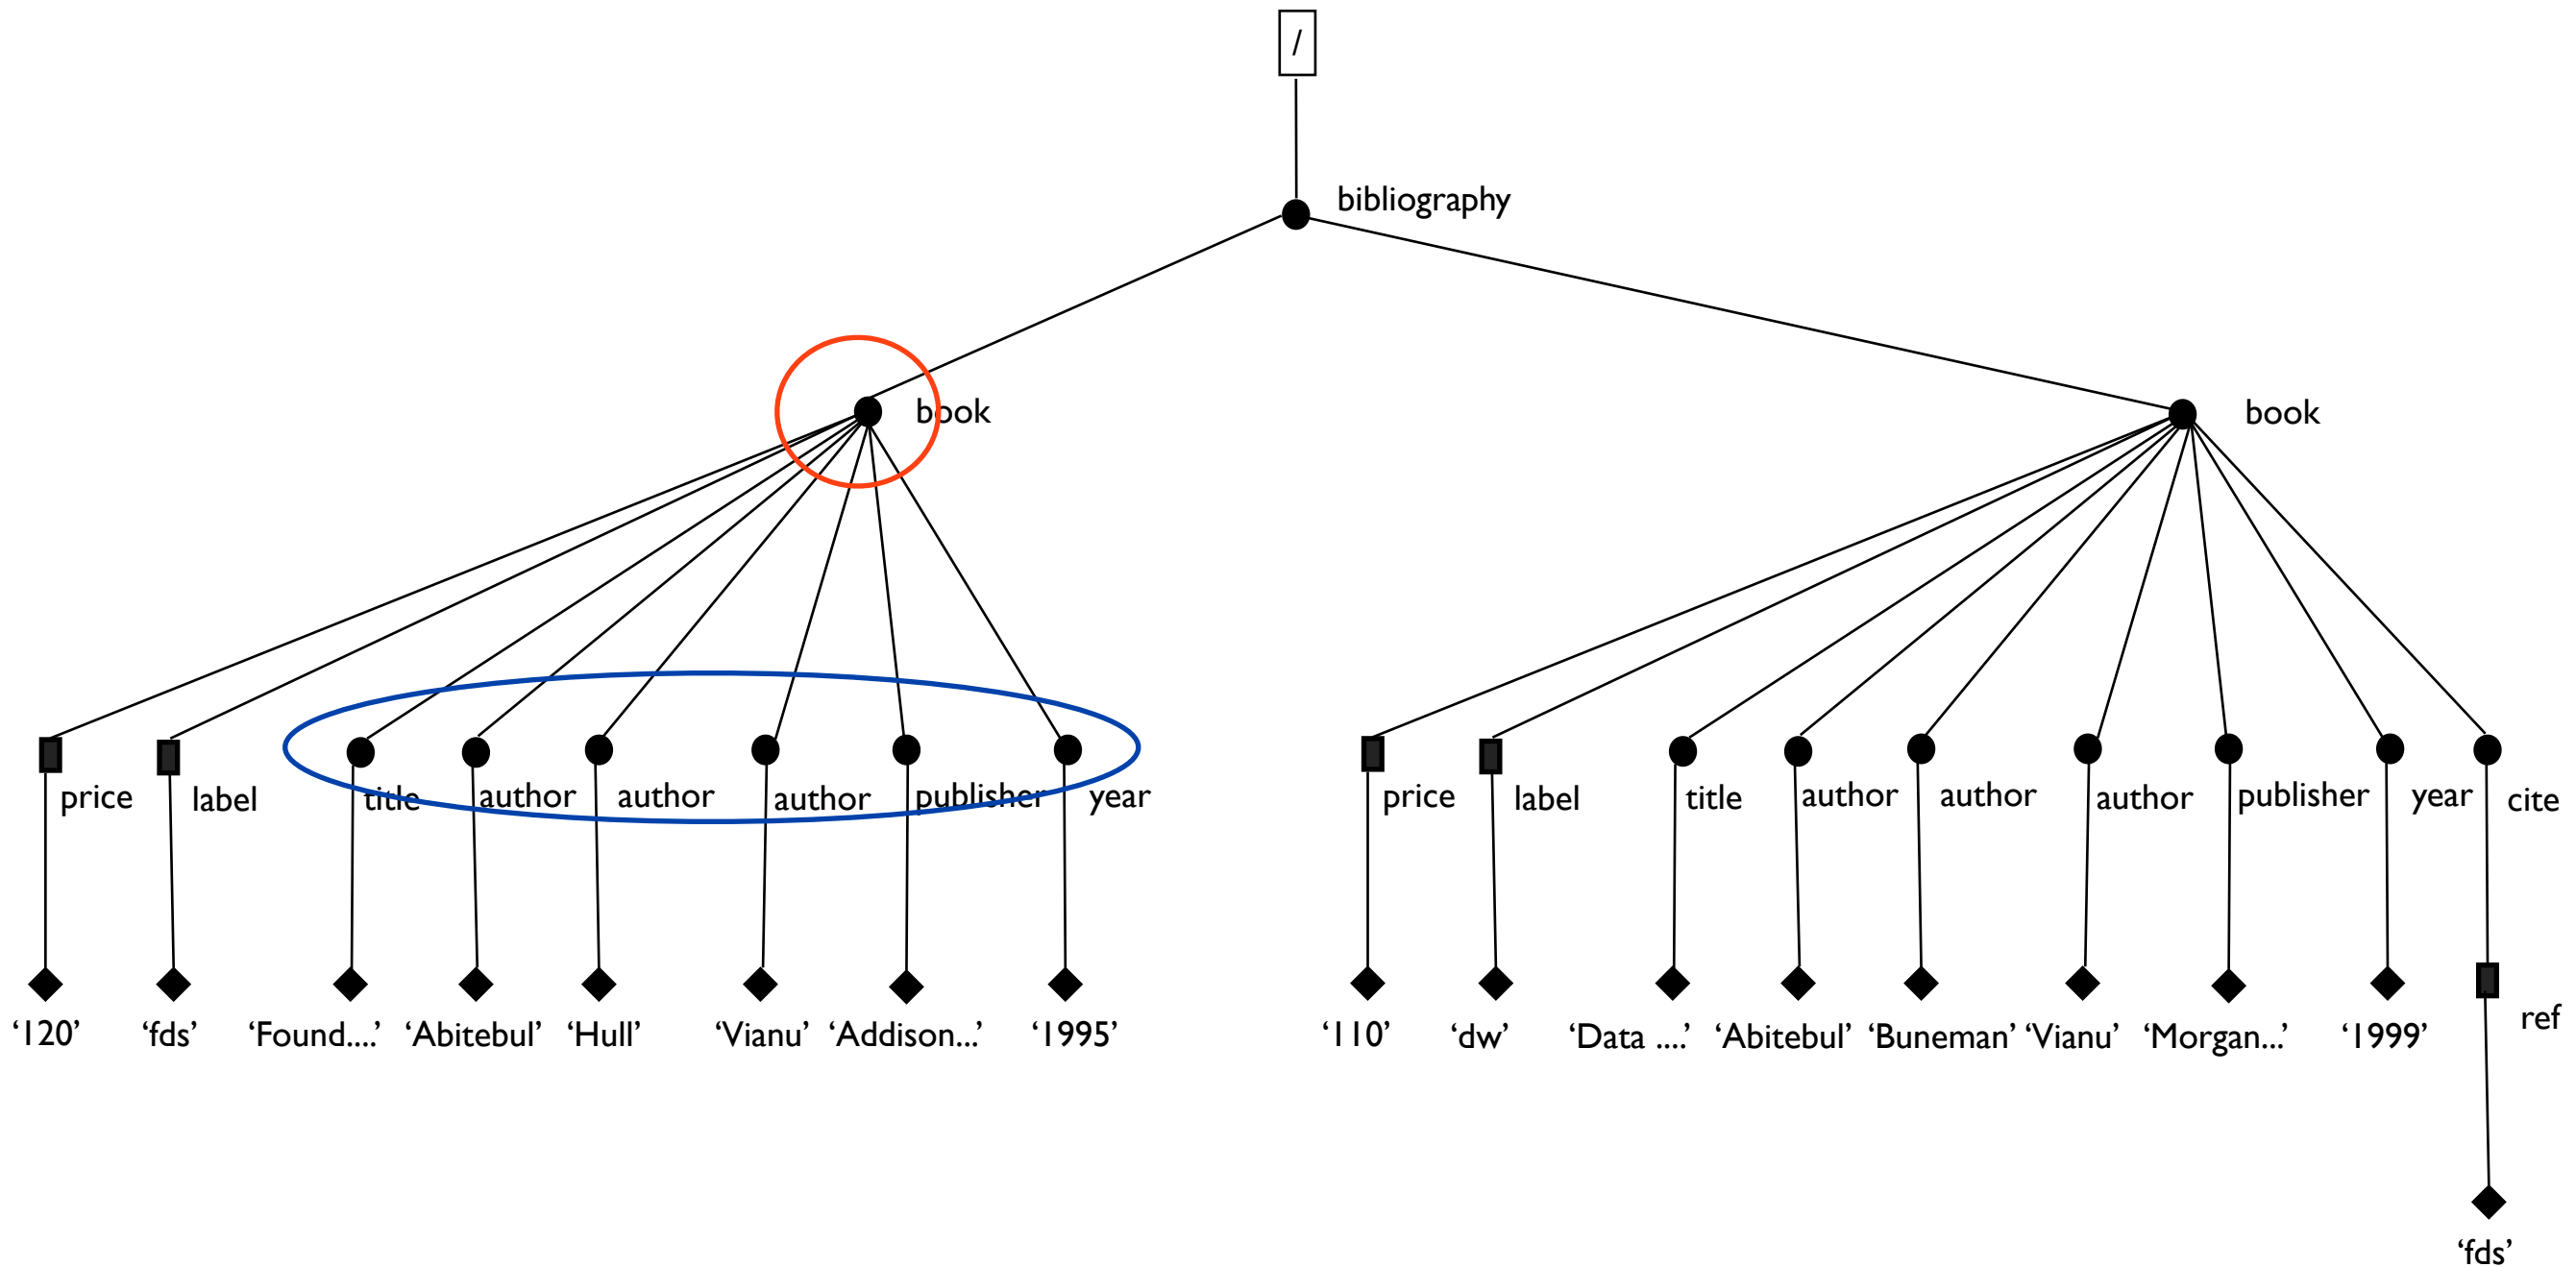 /
bibliography
book book
price label title author author author publisher year price label title author author author publisher year cite
‘120’ ‘fds’ ‘Found....’ ‘Abitebul’ ‘Hull’ ‘Vianu’ ‘Addison...’ ‘1995’ ‘110’ ‘dw’ ‘Data ....’ ‘Abitebul’ ‘Buneman’ ‘Vianu’ ‘Morgan...’ ‘1999’ ref
‘fds’